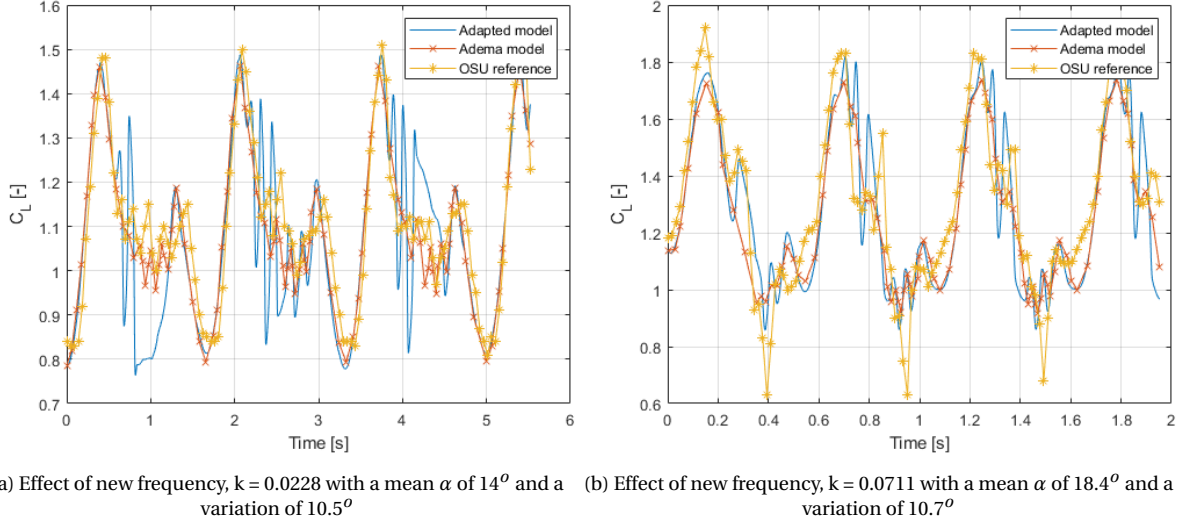 1.6
1.5
1.4
1.3
1.2
1.1
1
0.9
0.8
0.7
C_L [-]
0 1 2 3 4 5 6
Time [s]
Adapted model
Adema model
OSU reference
2
1.8
1.6
1.4
1.2
1
0.8
0.6
C_L [-]
0 0.2 0.4 0.6 0.8 1 1.2 1.4 1.6 1.8 2
Time [s]
Adapted model
Adema model
OSU reference
) Effect of new frequency, k = 0.0228 with a mean α of 14° and a
variation of 10.5°
(b) Effect of new frequency, k = 0.0711 with a mean α of 18.4° and a
variation of 10.7°